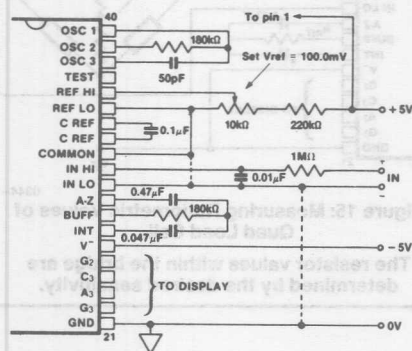 40
OSC 1
OSC 2
OSC 3
TEST
REF HI
REF LO
C REF
C REF
COMMON
IN HI
IN LO
A-Z
BUFF
INT
V⁻
G₂
C₃
A₃
G₃
GND
21
180kΩ
50pF
To pin 1
Set Vref = 100.0mV
10kΩ
220kΩ
+5V
0.1μF
1MΩ
0.01μF
+
IN
-
0.47μF
180kΩ
0.047μF
-5V
TO DISPLAY
0V